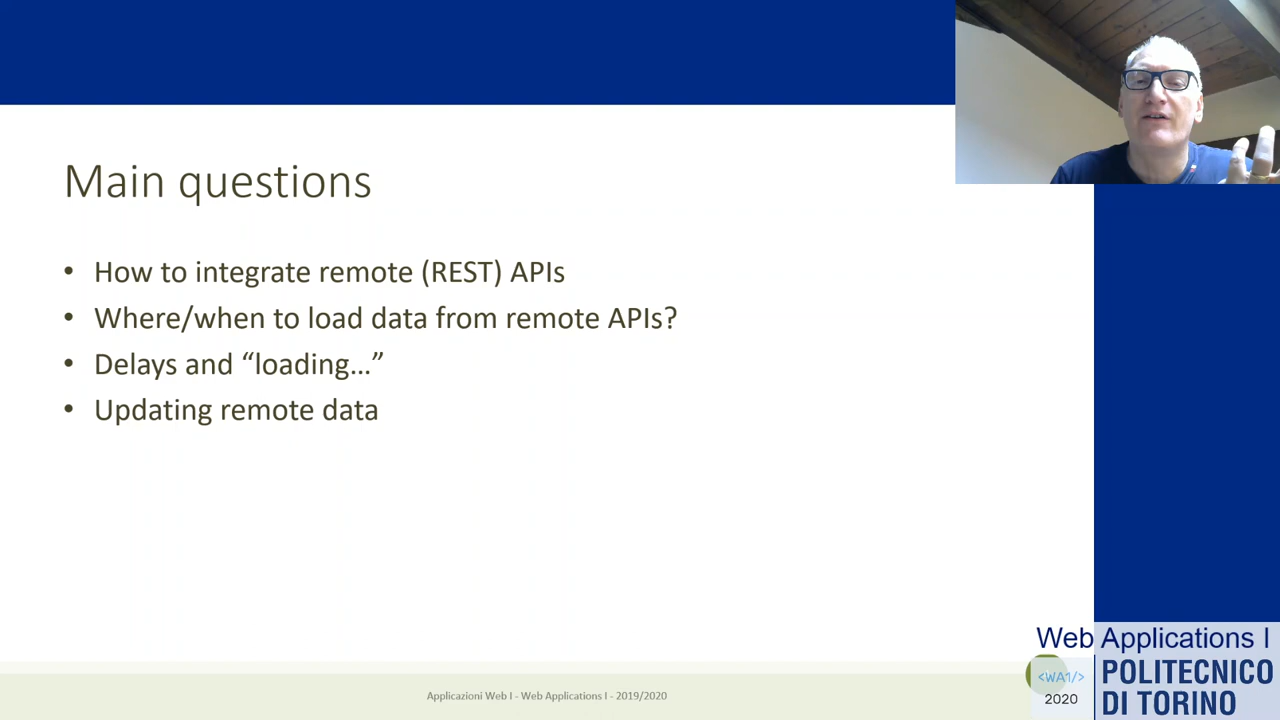 Main questions
• How to integrate remote (REST) APIs
• Where/when to load data from remote APIs?
• Delays and “loading…”
• Updating remote data
Applicazioni Web I - Web Applications I - 2019/2020
Web Applications I
<WA1/>
2020
POLITECNICO
DI TORINO